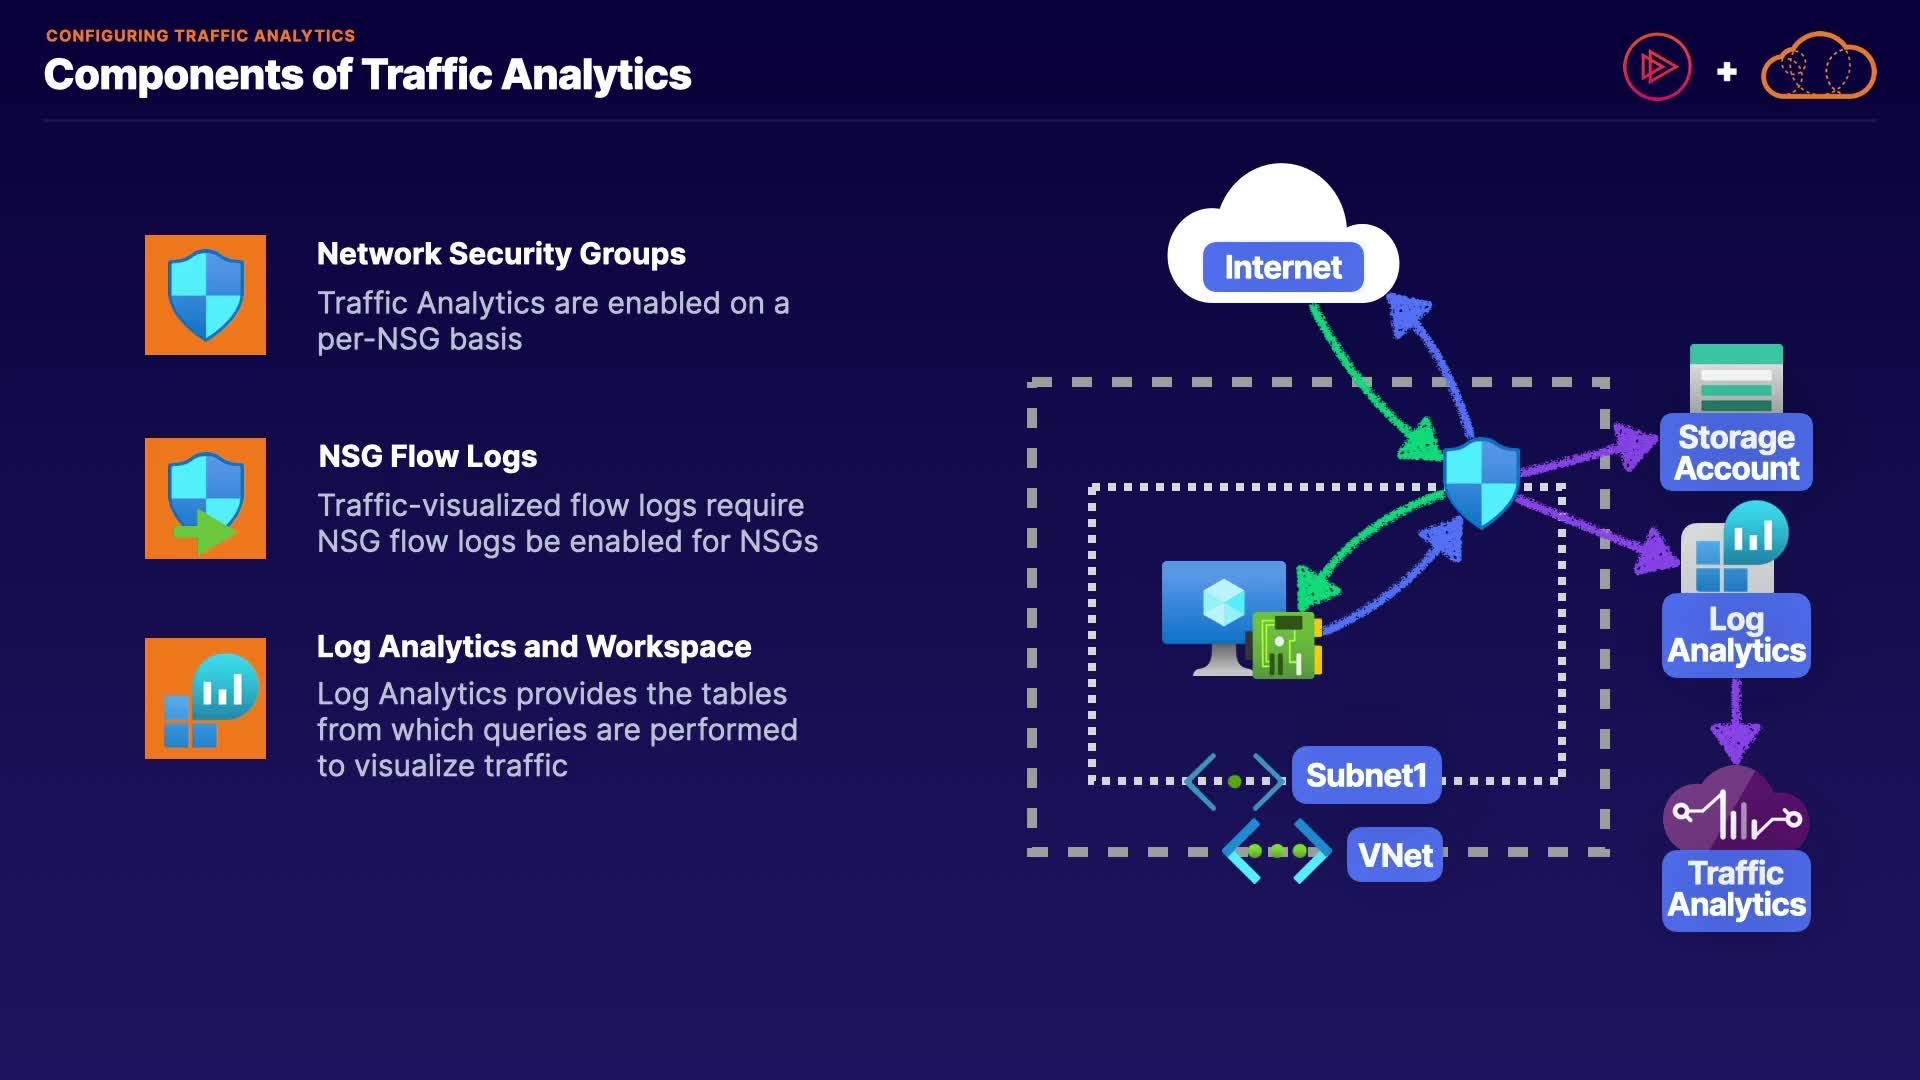 CONFIGURING TRAFFIC ANALYTICS
Components of Traffic Analytics
Network Security Groups
Traffic Analytics are enabled on a
per-NSG basis
NSG Flow Logs
Traffic-visualized flow logs require
NSG flow logs be enabled for NSGs
Log Analytics and Workspace
Log Analytics provides the tables
from which queries are performed
to visualize traffic
Internet
Storage
Account
Log
Analytics
Subnet1
VNet
Traffic
Analytics